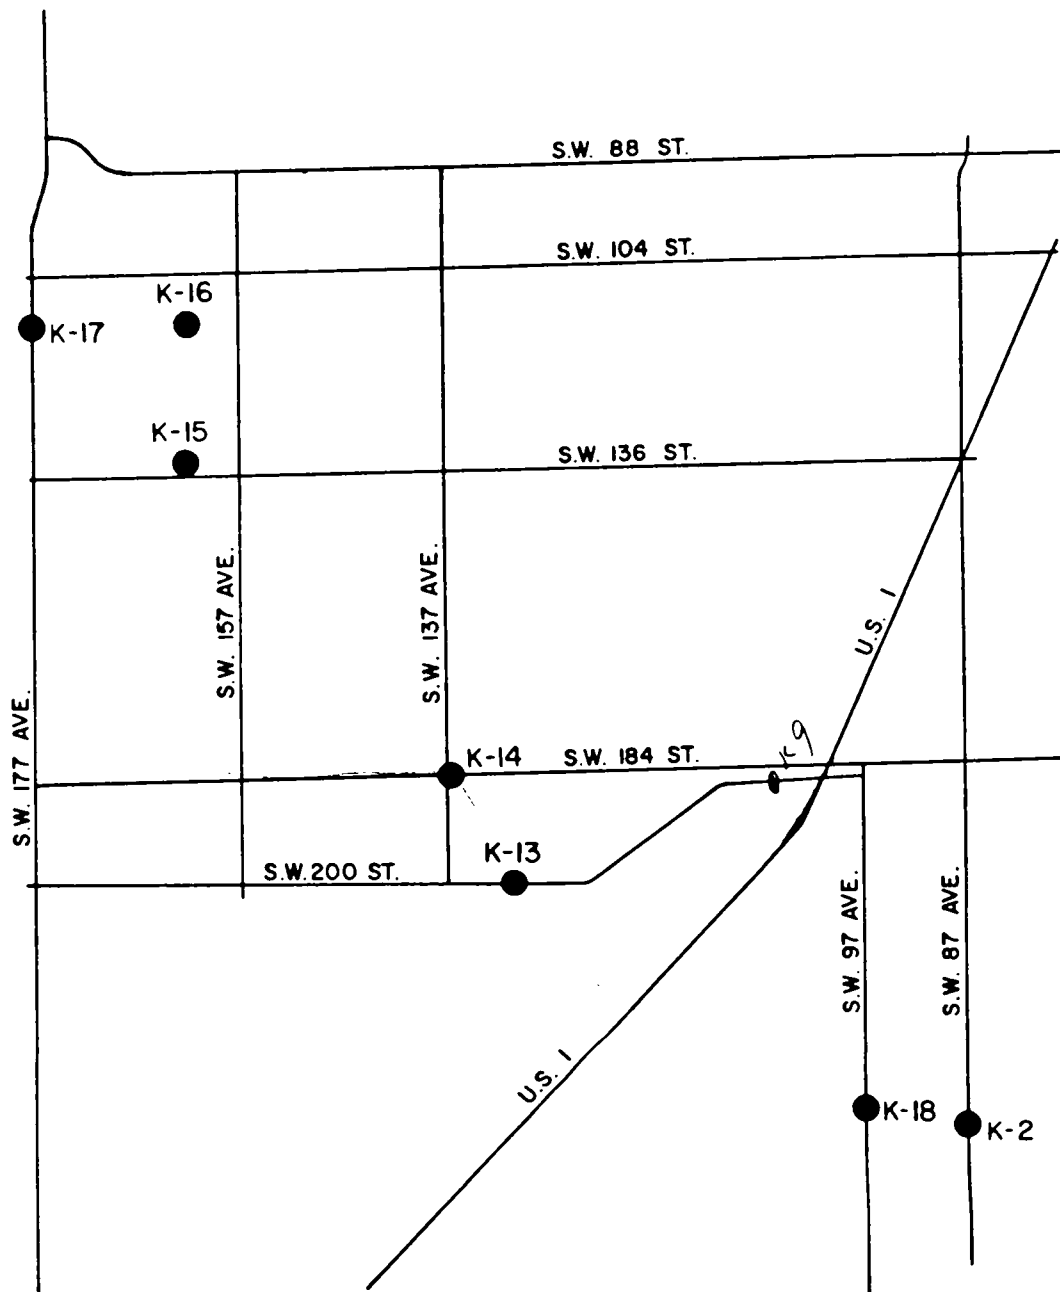 S.W. 88 ST.
S.W. 104 ST.
K-16
K-17
K-15
S.W. 136 ST.
S.W. 157 AVE.
S.W. 137 AVE.
U.S. 1
S.W. 177 AVE.
K-14
S.W. 184 ST.
K9
K-13
S.W. 200 ST.
S.W. 97 AVE.
S.W. 87 AVE.
U.S. 1
K-18
K-2